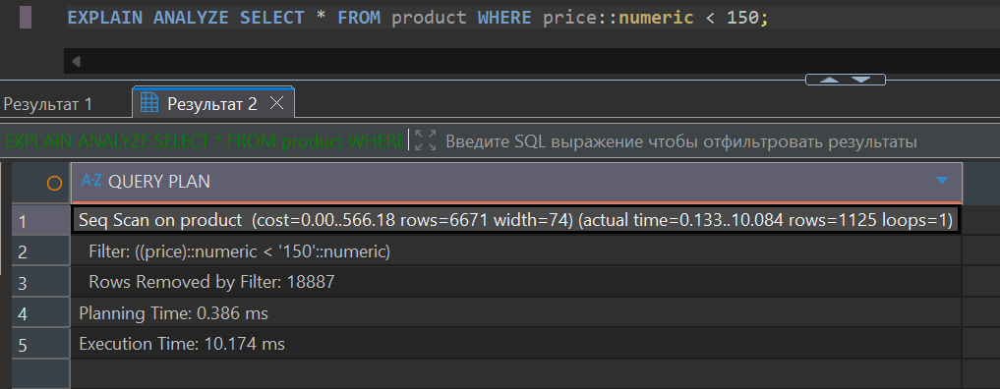 EXPLAIN ANALYZE SELECT * FROM product WHERE price::numeric < 150;
Результат 1
Результат 2
EXPLAIN ANALYZE SELECT * FROM product WHERE
Введите SQL выражение чтобы отфильтровать результаты
A-Z QUERY PLAN
1 Seq Scan on product (cost=0.00..566.18 rows=6671 width=74) (actual time=0.133..10.084 rows=1125 loops=1)
2 Filter: ((price)::numeric < '150'::numeric)
3 Rows Removed by Filter: 18887
4 Planning Time: 0.386 ms
5 Execution Time: 10.174 ms